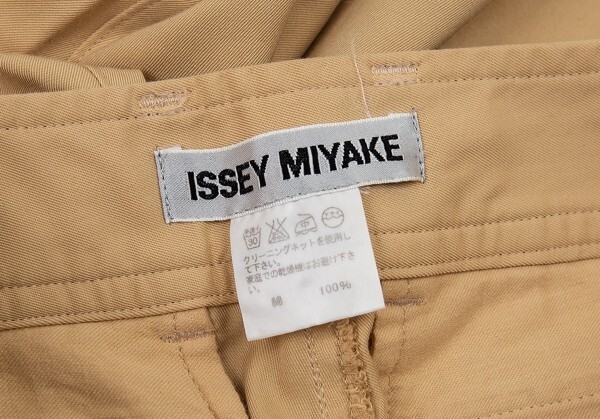 ISSEY MIYAKE
30
クリーニングネットを使用し
て下さい。
家庭での乾燥機はお避け下さ
い。
綿 100%